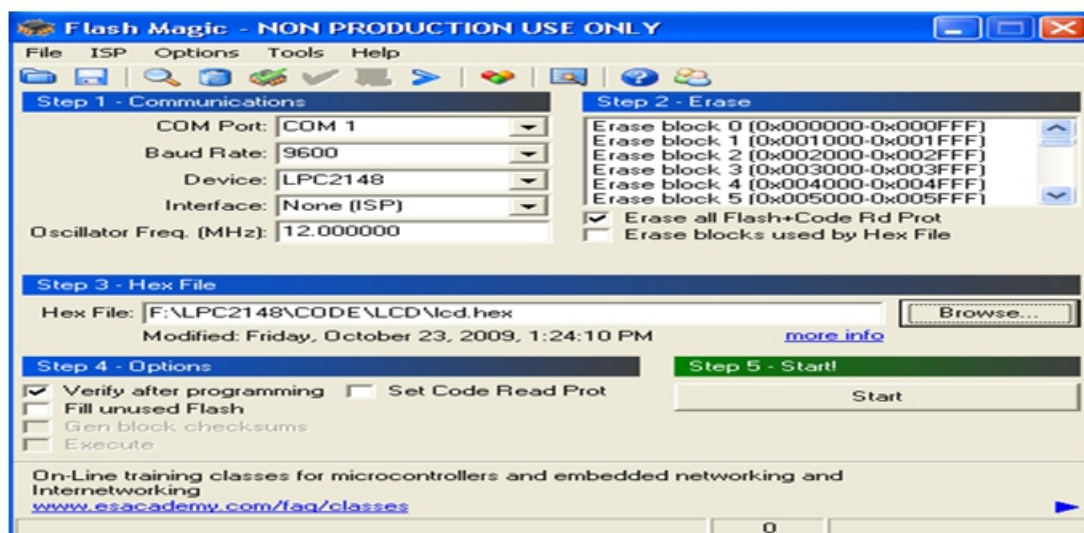 Flash Magic - NON PRODUCTION USE ONLY
File ISP Options Tools Help
Step 1 - Communications
COM Port: COM 1
Baud Rate: 9600
Device: LPC2148
Interface: None (ISP)
Oscillator Freq. (MHz): 12.000000
Step 2 - Erase
Erase block 0 (0x000000-0x000FFF)
Erase block 1 (0x001000-0x001FFF)
Erase block 2 (0x002000-0x002FFF)
Erase block 3 (0x003000-0x003FFF)
Erase block 4 (0x004000-0x004FFF)
Erase block 5 (0x005000-0x005FFF)
Erase all Flash+Code Rd Prot
Erase blocks used by Hex File
Step 3 - Hex File
Hex File: F:\LPC2148\CODE\LCD\lcd.hex Browse...
Modified: Friday, October 23, 2009, 1:24:10 PM more info
Step 4 - Options
Verify after programming Set Code Read Prot
Fill unused Flash
Gen block checksums
Execute
Step 5 - Start!
Start
On-Line training classes for microcontrollers and embedded networking and
Internetworking
www.esacademy.com/faq/classes
0